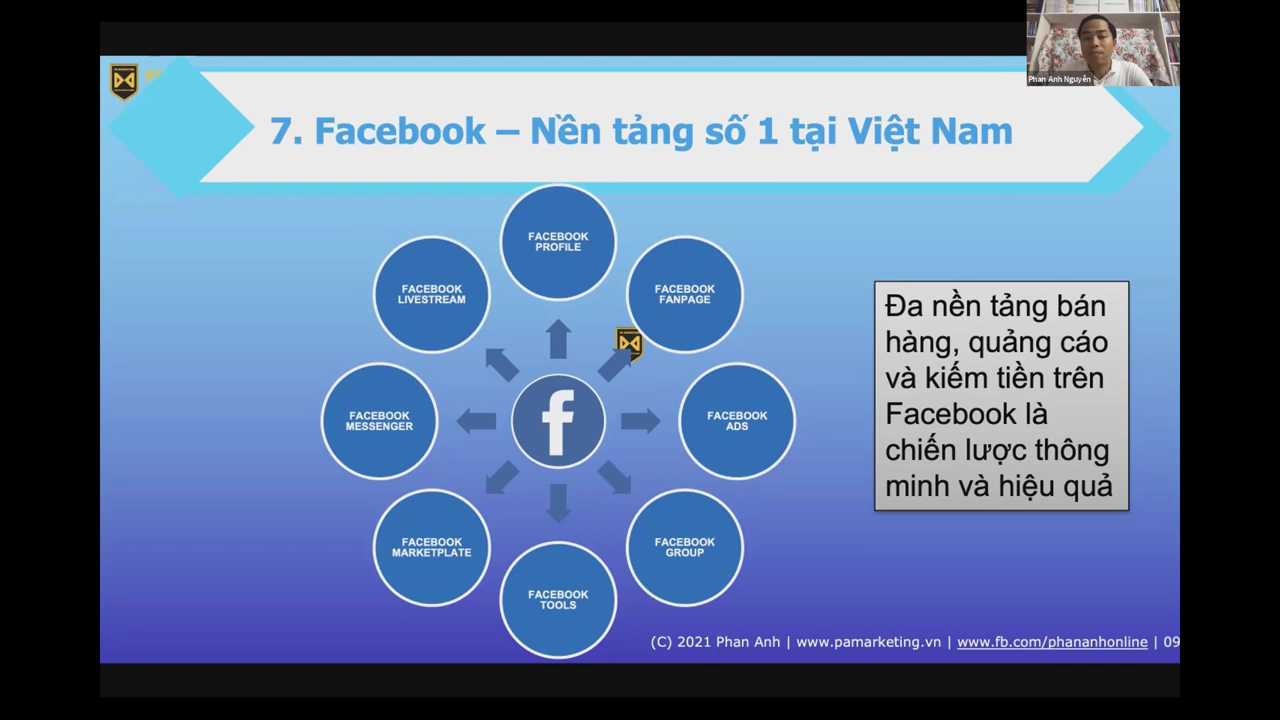 Phan Anh Nguyễn
7. Facebook – Nền tảng số 1 tại Việt Nam
FACEBOOK
PROFILE
FACEBOOK
FANPAGE
FACEBOOK
ADS
FACEBOOK
GROUP
FACEBOOK
TOOLS
FACEBOOK
MARKETPLATE
FACEBOOK
MESSENGER
FACEBOOK
LIVESTREAM
f
Đa nền tảng bán
hàng, quảng cáo
và kiếm tiền trên
Facebook là
chiến lược thông
minh và hiệu quả
(C) 2021 Phan Anh | www.pamarketing.vn | www.fb.com/phananhonline | 09